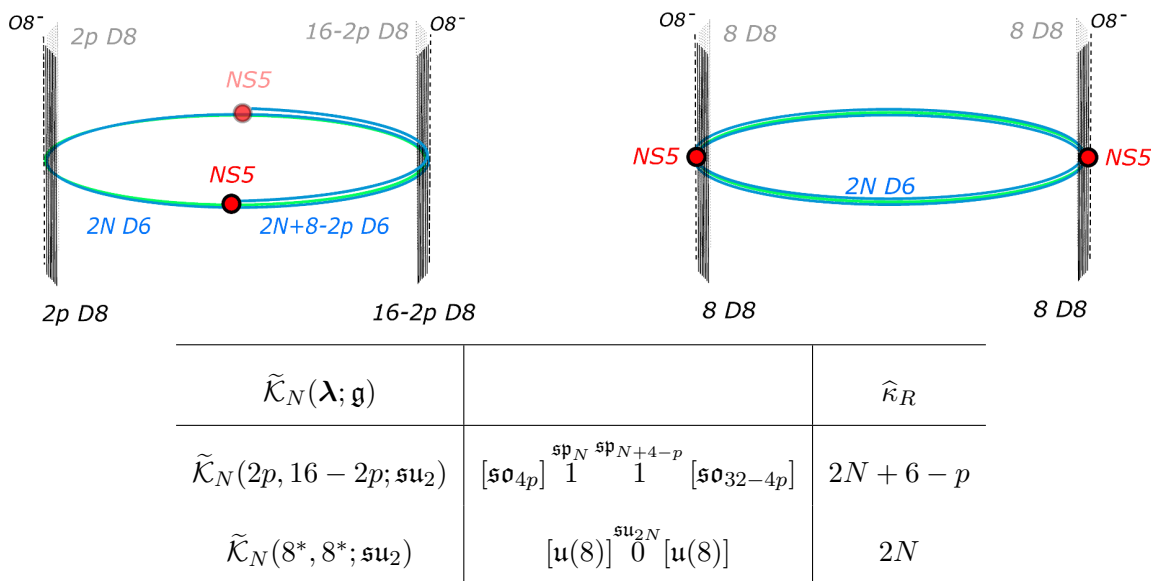 O8⁻ 2p D8 16-2p D8 O8⁻
NS5
NS5
2N D6 2N+8-2p D6
2p D8 16-2p D8
O8⁻ 8 D8 8 D8 O8⁻
NS5 NS5
2N D6
8 D8 8 D8
𝒦̃_N(λ; 𝔤) κ̂_R
𝒦̃_N(2p, 16 − 2p; 𝔰𝔲₂) [𝔰𝔬_{4p}] \overset{𝔰𝔭_N}{1} \overset{𝔰𝔭_{N+4−p}}{1} [𝔰𝔬_{32−4p}] 2N + 6 − p
𝒦̃_N(8*, 8*; 𝔰𝔲₂) [𝔲(8)] \overset{𝔰𝔲_{2N}}{0} [𝔲(8)] 2N